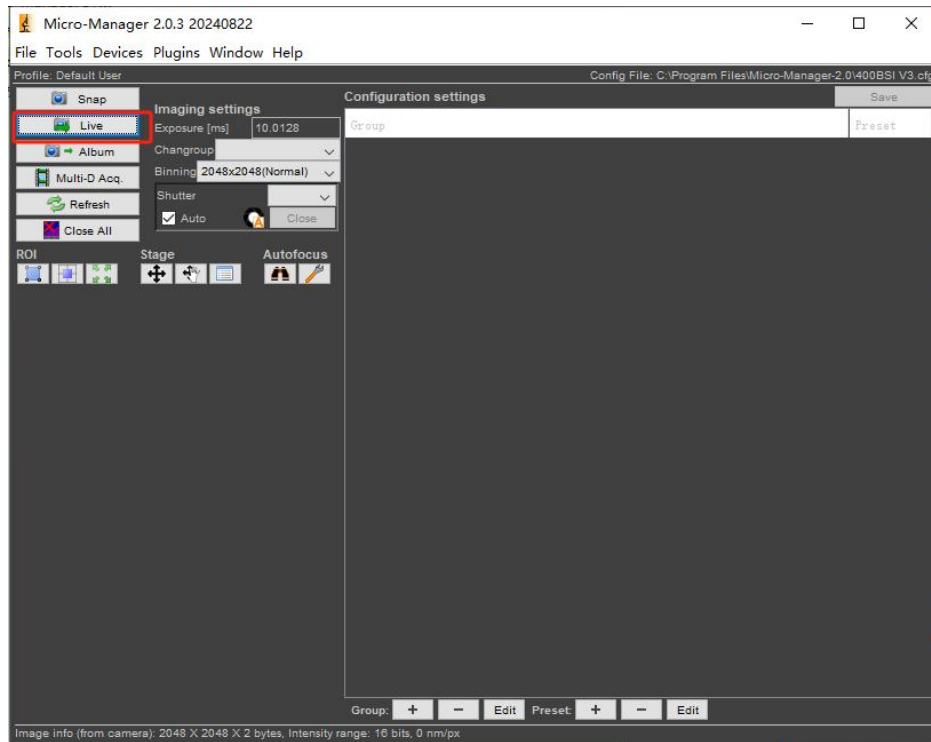 Micro-Manager 2.0.3 20240822
File Tools Devices Plugins Window Help
Profile: Default User
Config File: C:\Program Files\Micro-Manager-2.0\400BSI V3.cfg
Snap
Live
Album
Multi-D Acq.
Refresh
Close All
Imaging settings
Exposure [ms] 10.0128
Changroup
Binning 2048x2048(Normal)
Shutter
Auto
A
Close
ROI
Stage
Autofocus
Configuration settings
Save
Group
Preset
Group: + − Edit Preset: + − Edit
Image info (from camera): 2048 X 2048 X 2 bytes, Intensity range: 16 bits, 0 nm/px